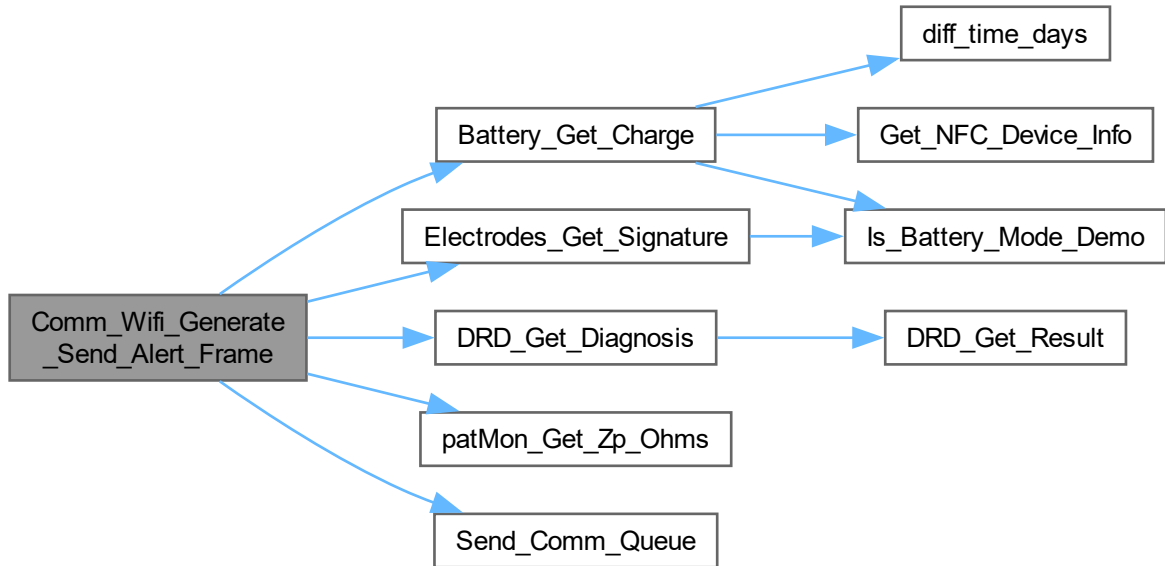 diff_time_days
Battery_Get_Charge
Get_NFC_Device_Info
Electrodes_Get_Signature
Is_Battery_Mode_Demo
Comm_Wifi_Generate
_Send_Alert_Frame
DRD_Get_Diagnosis
DRD_Get_Result
patMon_Get_Zp_Ohms
Send_Comm_Queue